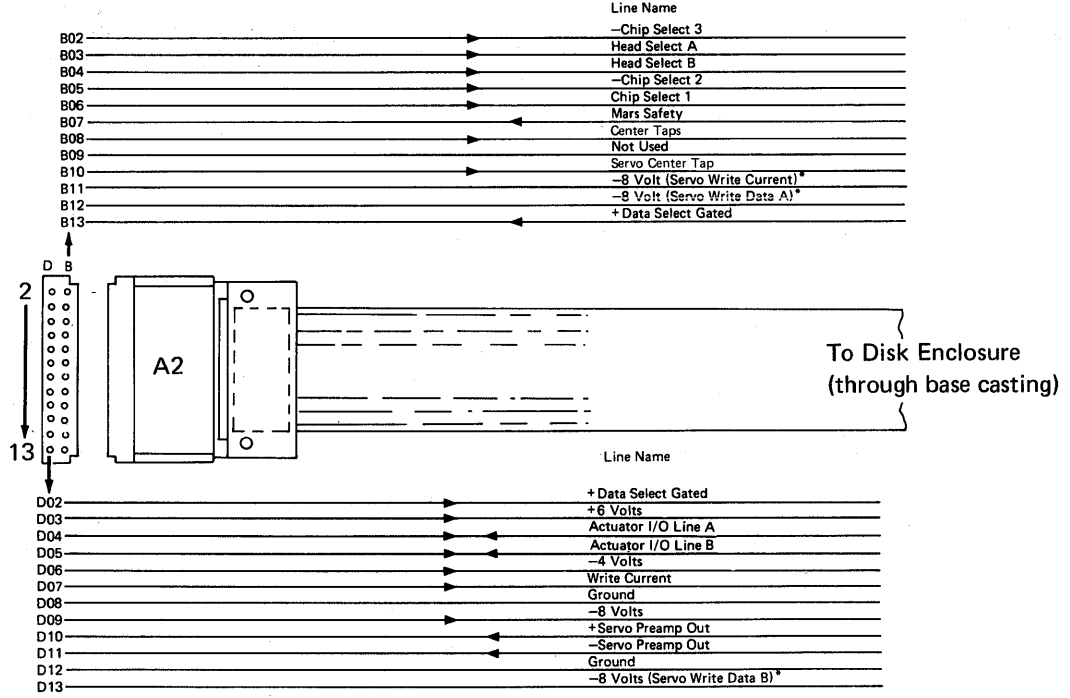 Line Name
B02 −Chip Select 3
B03 Head Select A
B04 Head Select B
B05 −Chip Select 2
B06 Chip Select 1
B07 Mars Safety
B08 Center Taps
B09 Not Used
B10 Servo Center Tap
B11 −8 Volt (Servo Write Current)*
B12 −8 Volt (Servo Write Data A)*
B13 +Data Select Gated
D B
2
A2
13
To Disk Enclosure
(through base casting)
Line Name
D02 +Data Select Gated
D03 +6 Volts
D04 Actuator I/O Line A
D05 Actuator I/O Line B
D06 −4 Volts
D07 Write Current
D08 Ground
D09 −8 Volts
D10 +Servo Preamp Out
D11 −Servo Preamp Out
D12 Ground
D13 −8 Volts (Servo Write Data B)*